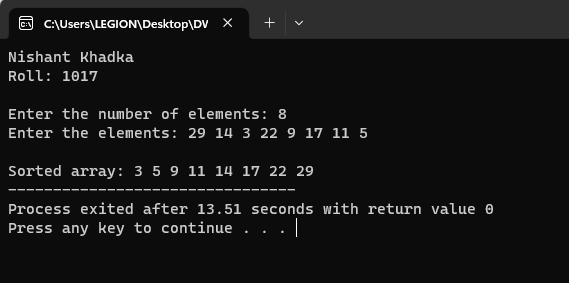 C:\Users\LEGION\Desktop\DW
Nishant Khadka
Roll: 1017
Enter the number of elements: 8
Enter the elements: 29 14 3 22 9 17 11 5
Sorted array: 3 5 9 11 14 17 22 29
--------------------------------
Process exited after 13.51 seconds with return value 0
Press any key to continue . . .